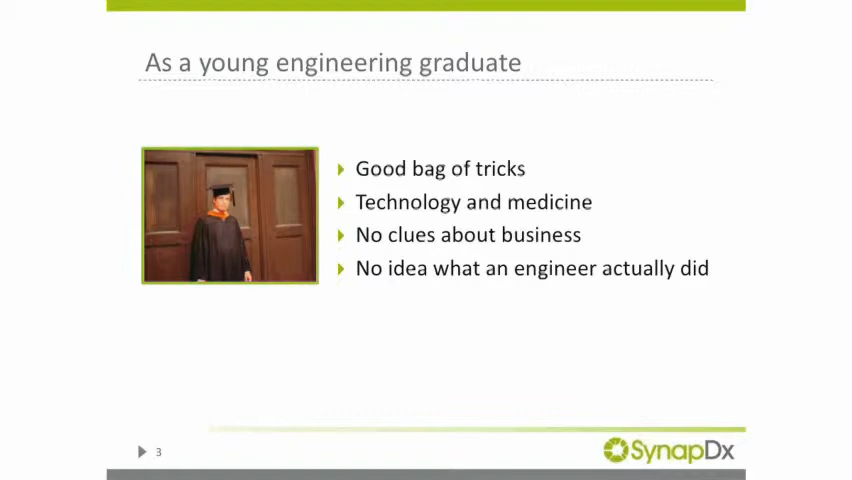 As a young engineering graduate
Good bag of tricks
Technology and medicine
No clues about business
No idea what an engineer actually did
3
SynapDx